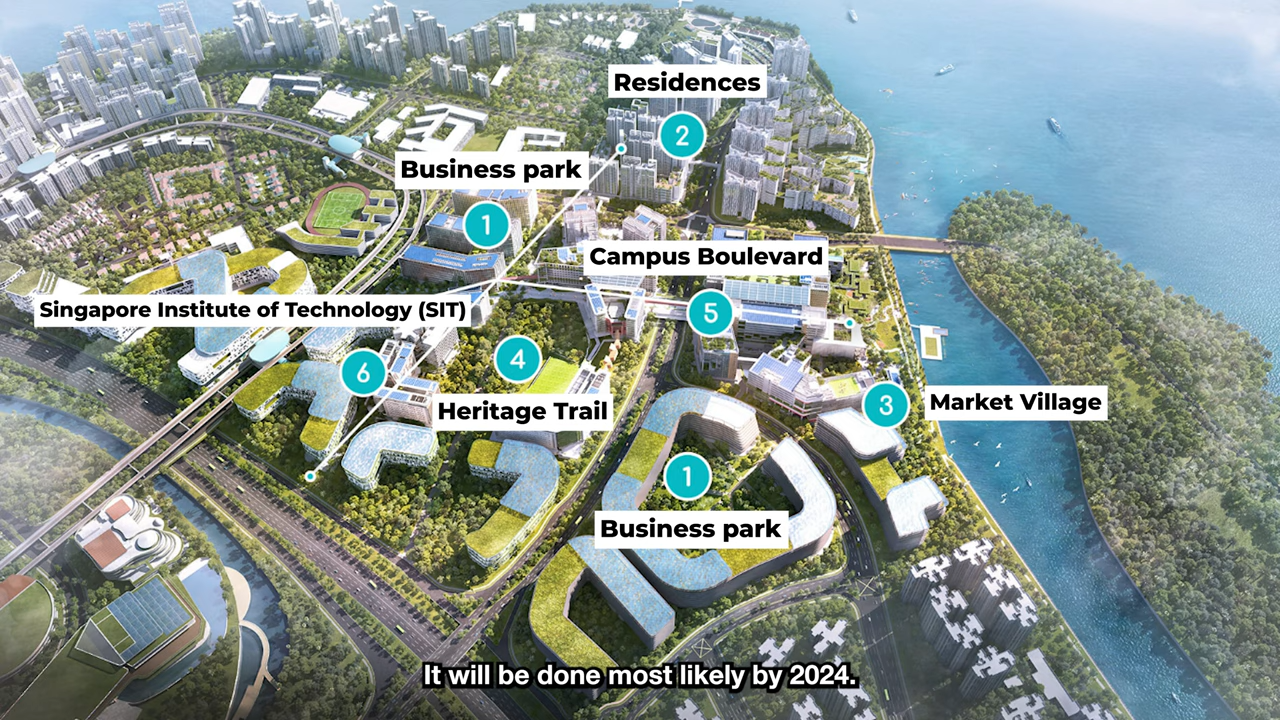 Residences
2
Business park
1
Campus Boulevard
5
Singapore Institute of Technology (SIT)
6
4
Heritage Trail
3
Market Village
1
Business park
It will be done most likely by 2024.